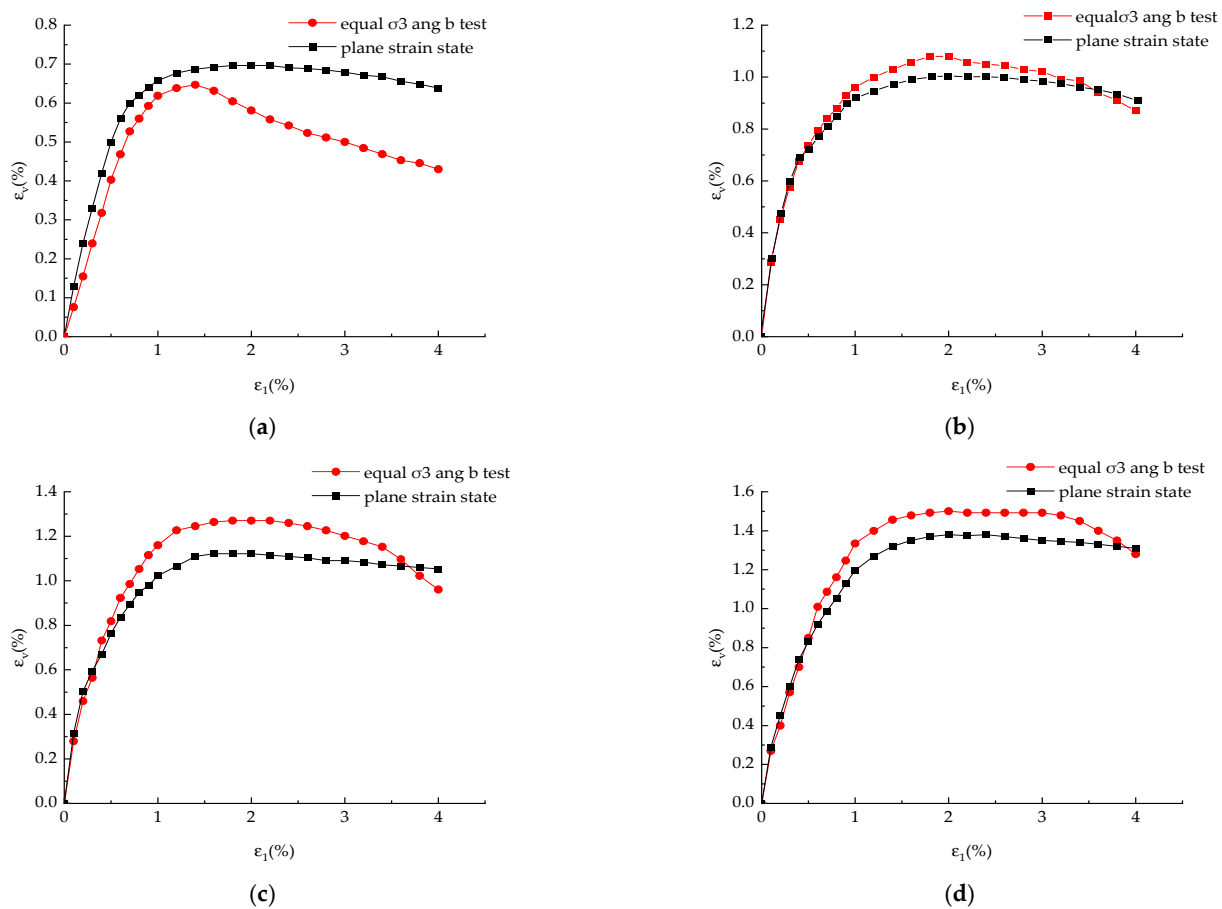 equal σ3 ang b test
plane strain state
0.8
0.7
0.6
0.5
0.4
0.3
0.2
0.1
0.0
εv(%)
0 1 2 3 4
ε1(%)
(a)
equalσ3 ang b test
plane strain state
1.2
1.0
0.8
0.6
0.4
0.2
0.0
εv(%)
0 1 2 3 4
ε1(%)
(b)
equal σ3 ang b test
plane strain state
1.4
1.2
1.0
0.8
0.6
0.4
0.2
0.0
εv(%)
0 1 2 3 4
ε1(%)
(c)
equal σ3 ang b test
plane strain state
1.6
1.4
1.2
1.0
0.8
0.6
0.4
0.2
0.0
εv(%)
0 1 2 3 4
ε1(%)
(d)